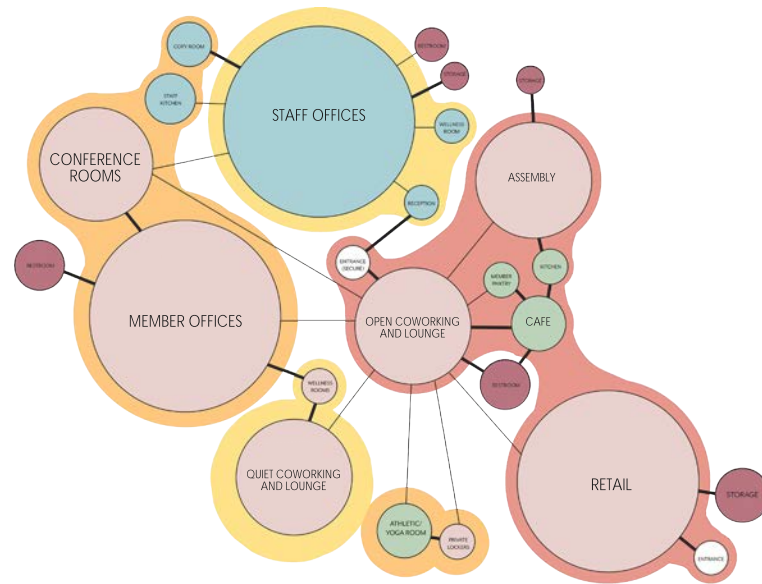 COPY ROOM
RESTROOM
STORAGE
STORAGE
STAFF
KITCHEN
STAFF OFFICES
WELLNESS
ROOM
CONFERENCE
ROOMS
ASSEMBLY
RECEPTION
ENTRANCE
(SECURE)
KITCHEN
RESTROOM
MEMBER
PANTRY
MEMBER OFFICES
OPEN COWORKING
AND LOUNGE
CAFE
RESTROOM
WELLNESS
ROOMS
QUIET COWORKING
AND LOUNGE
RETAIL
STORAGE
ATHLETIC/
YOGA ROOM
PRIVATE
LOCKERS
ENTRANCE